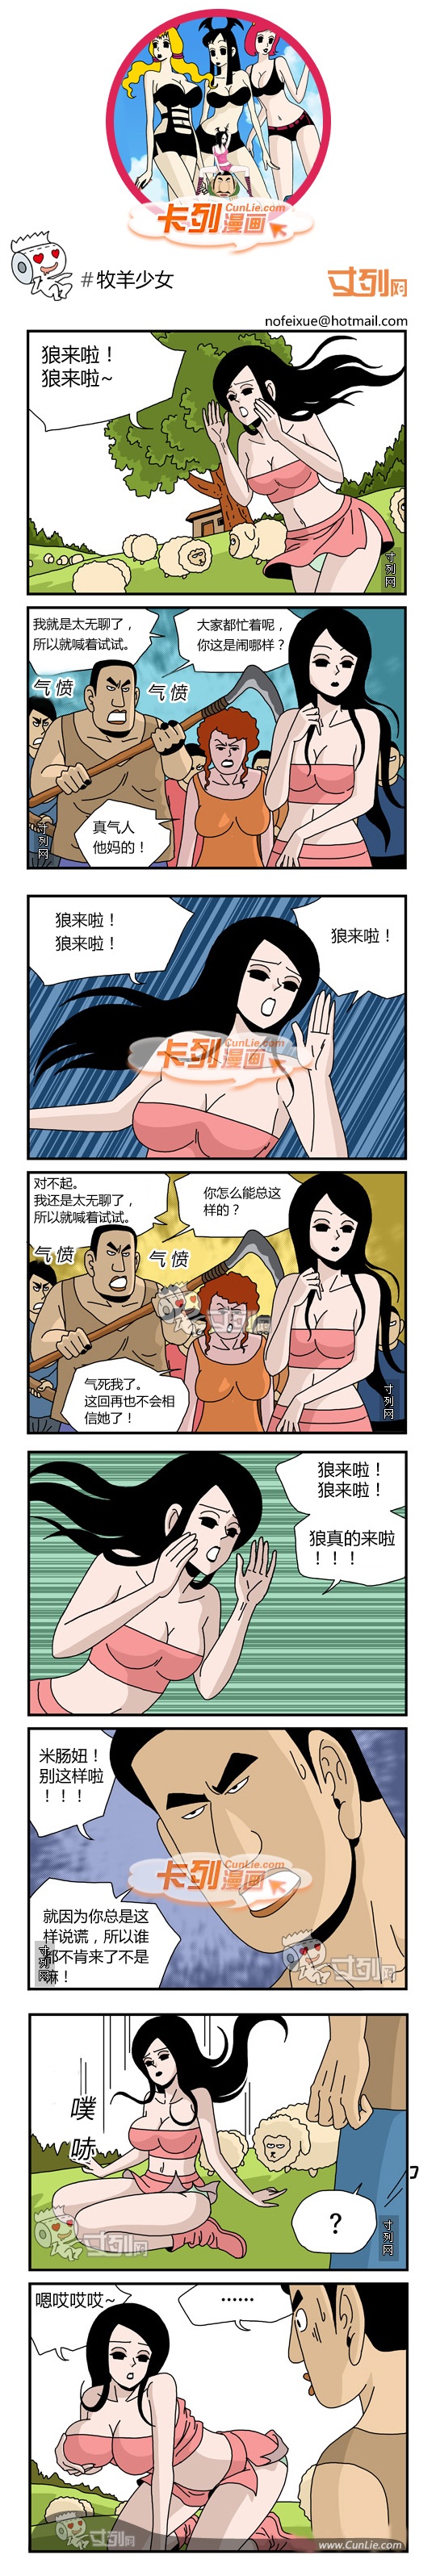 CunLie.com
卡列漫画
#牧羊少女
寸列网
nofeixue@hotmail.com
狼来啦！
狼来啦~
寸列网
我就是太无聊了，
所以就喊着试试。
大家都忙着呢，
你这是闹哪样？
气愤
气愤
真气人
他妈的！
寸列网
狼来啦！
狼来啦！
狼来啦！
CunLie.com
卡列漫画
对不起。
我还是太无聊了，
所以就喊着试试。
你怎么能总这
样的？
气愤
气愤
寸列网
气死我了。
这回再也不会相
信她了！
寸列网
狼来啦！
狼来啦！
狼真的来啦
！！！
米肠妞！
别这样啦
！！！
CunLie.com
卡列漫画
就因为你总是这
样说谎，所以谁
都不肯来了不是
嘛！
寸列网
寸列网
噗
哧
？
寸列网
寸列网
嗯哎哎哎~
……
寸列网
www.CunLie.com